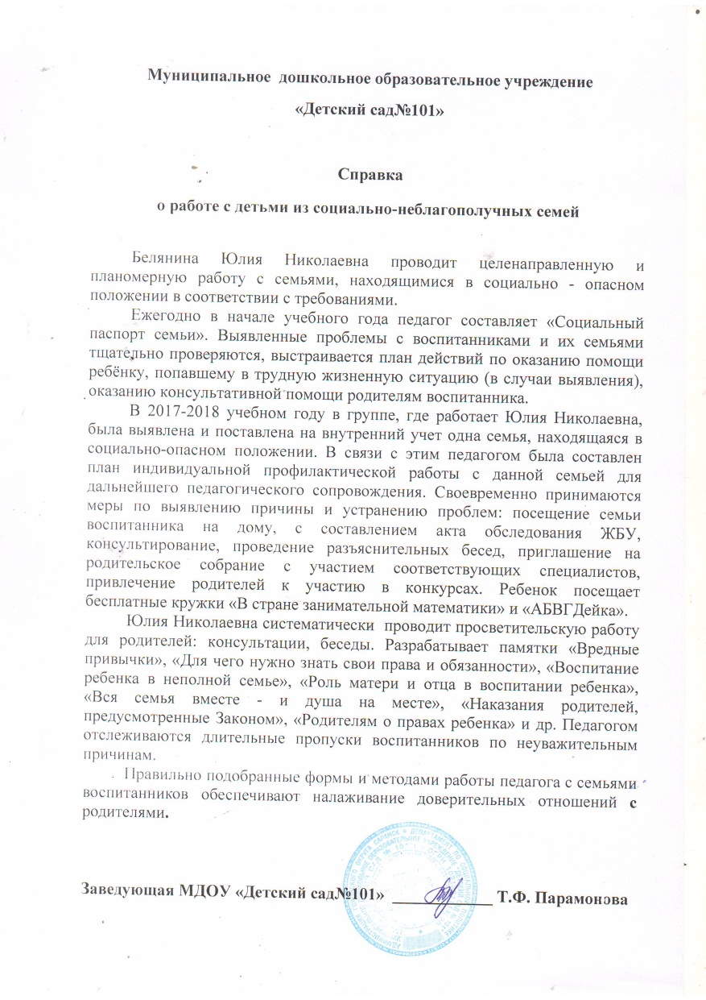 Муниципальное дошкольное образовательное учреждение
«Детский сад№101»
Справка
о работе с детьми из социально-неблагополучных семей
Белянина Юлия Николаевна проводит целенаправленную и
планомерную работу с семьями, находящимися в социально - опасном
положении в соответствии с требованиями.
Ежегодно в начале учебного года педагог составляет «Социальный
паспорт семьи». Выявленные проблемы с воспитанниками и их семьями
тщательно проверяются, выстраивается план действий по оказанию помощи
ребёнку, попавшему в трудную жизненную ситуацию (в случаи выявления),
оказанию консультативной помощи родителям воспитанника.
В 2017-2018 учебном году в группе, где работает Юлия Николаевна,
была выявлена и поставлена на внутренний учет одна семья, находящаяся в
социально-опасном положении. В связи с этим педагогом была составлен
план индивидуальной профилактической работы с данной семьей для
дальнейшего педагогического сопровождения. Своевременно принимаются
меры по выявлению причины и устранению проблем: посещение семьи
воспитанника на дому, с составлением акта обследования ЖБУ,
консультирование, проведение разъяснительных бесед, приглашение на
родительское собрание с участием соответствующих специалистов,
привлечение родителей к участию в конкурсах. Ребенок посещает
бесплатные кружки «В стране занимательной математики» и «АБВГДейка».
Юлия Николаевна систематически проводит просветительскую работу
для родителей: консультации, беседы. Разрабатывает памятки «Вредные
привычки», «Для чего нужно знать свои права и обязанности», «Воспитание
ребенка в неполной семье», «Роль матери и отца в воспитании ребенка»,
«Вся семья вместе - и душа на месте», «Наказания родителей,
предусмотренные Законом», «Родителям о правах ребенка» и др. Педагогом
отслеживаются длительные пропуски воспитанников по неуважительным
причинам.
Правильно подобранные формы и методами работы педагога с семьями
воспитанников обеспечивают налаживание доверительных отношений с
родителями.
Заведующая МДОУ «Детский сад№101» ____________ Т.Ф. Парамонова